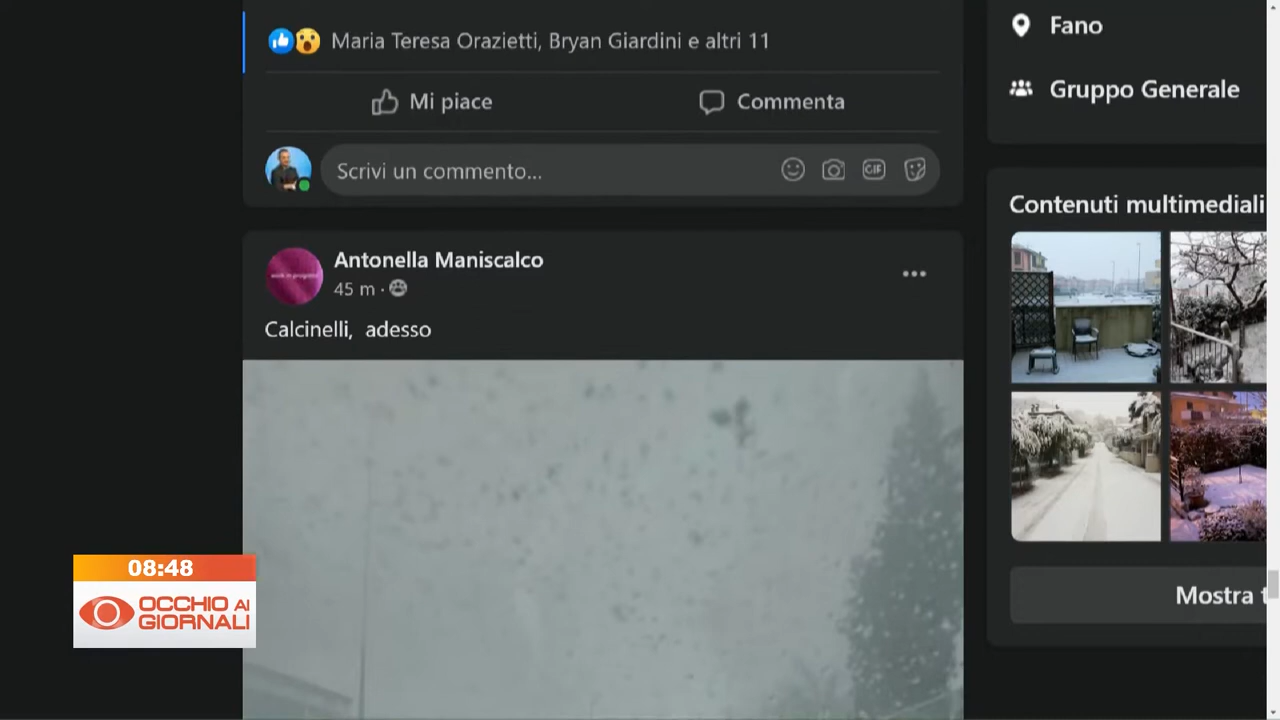 Maria Teresa Orazietti, Bryan Giardini e altri 11
Mi piace
Commenta
Scrivi un commento...
GIF
Antonella Maniscalco
45 m ·
Calcinelli, adesso
Fano
Gruppo Generale
Contenuti multimediali
Mostra t
08:48
OCCHIO AI
GIORNALI